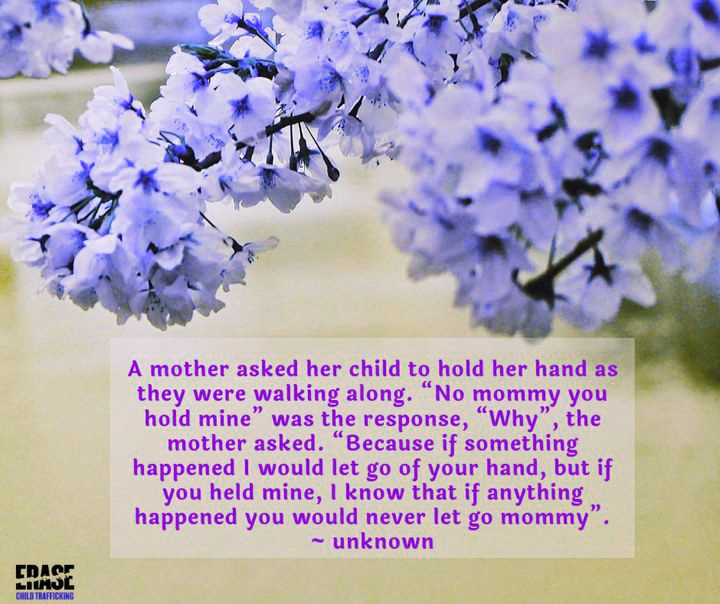 A mother asked her child to hold her hand as
they were walking along. “No mommy you
hold mine” was the response, “Why”, the
mother asked. “Because if something
happened I would let go of your hand, but if
you held mine, I know that if anything
happened you would never let go mommy”.
~ unknown
ERASE
CHILD TRAFFICKING